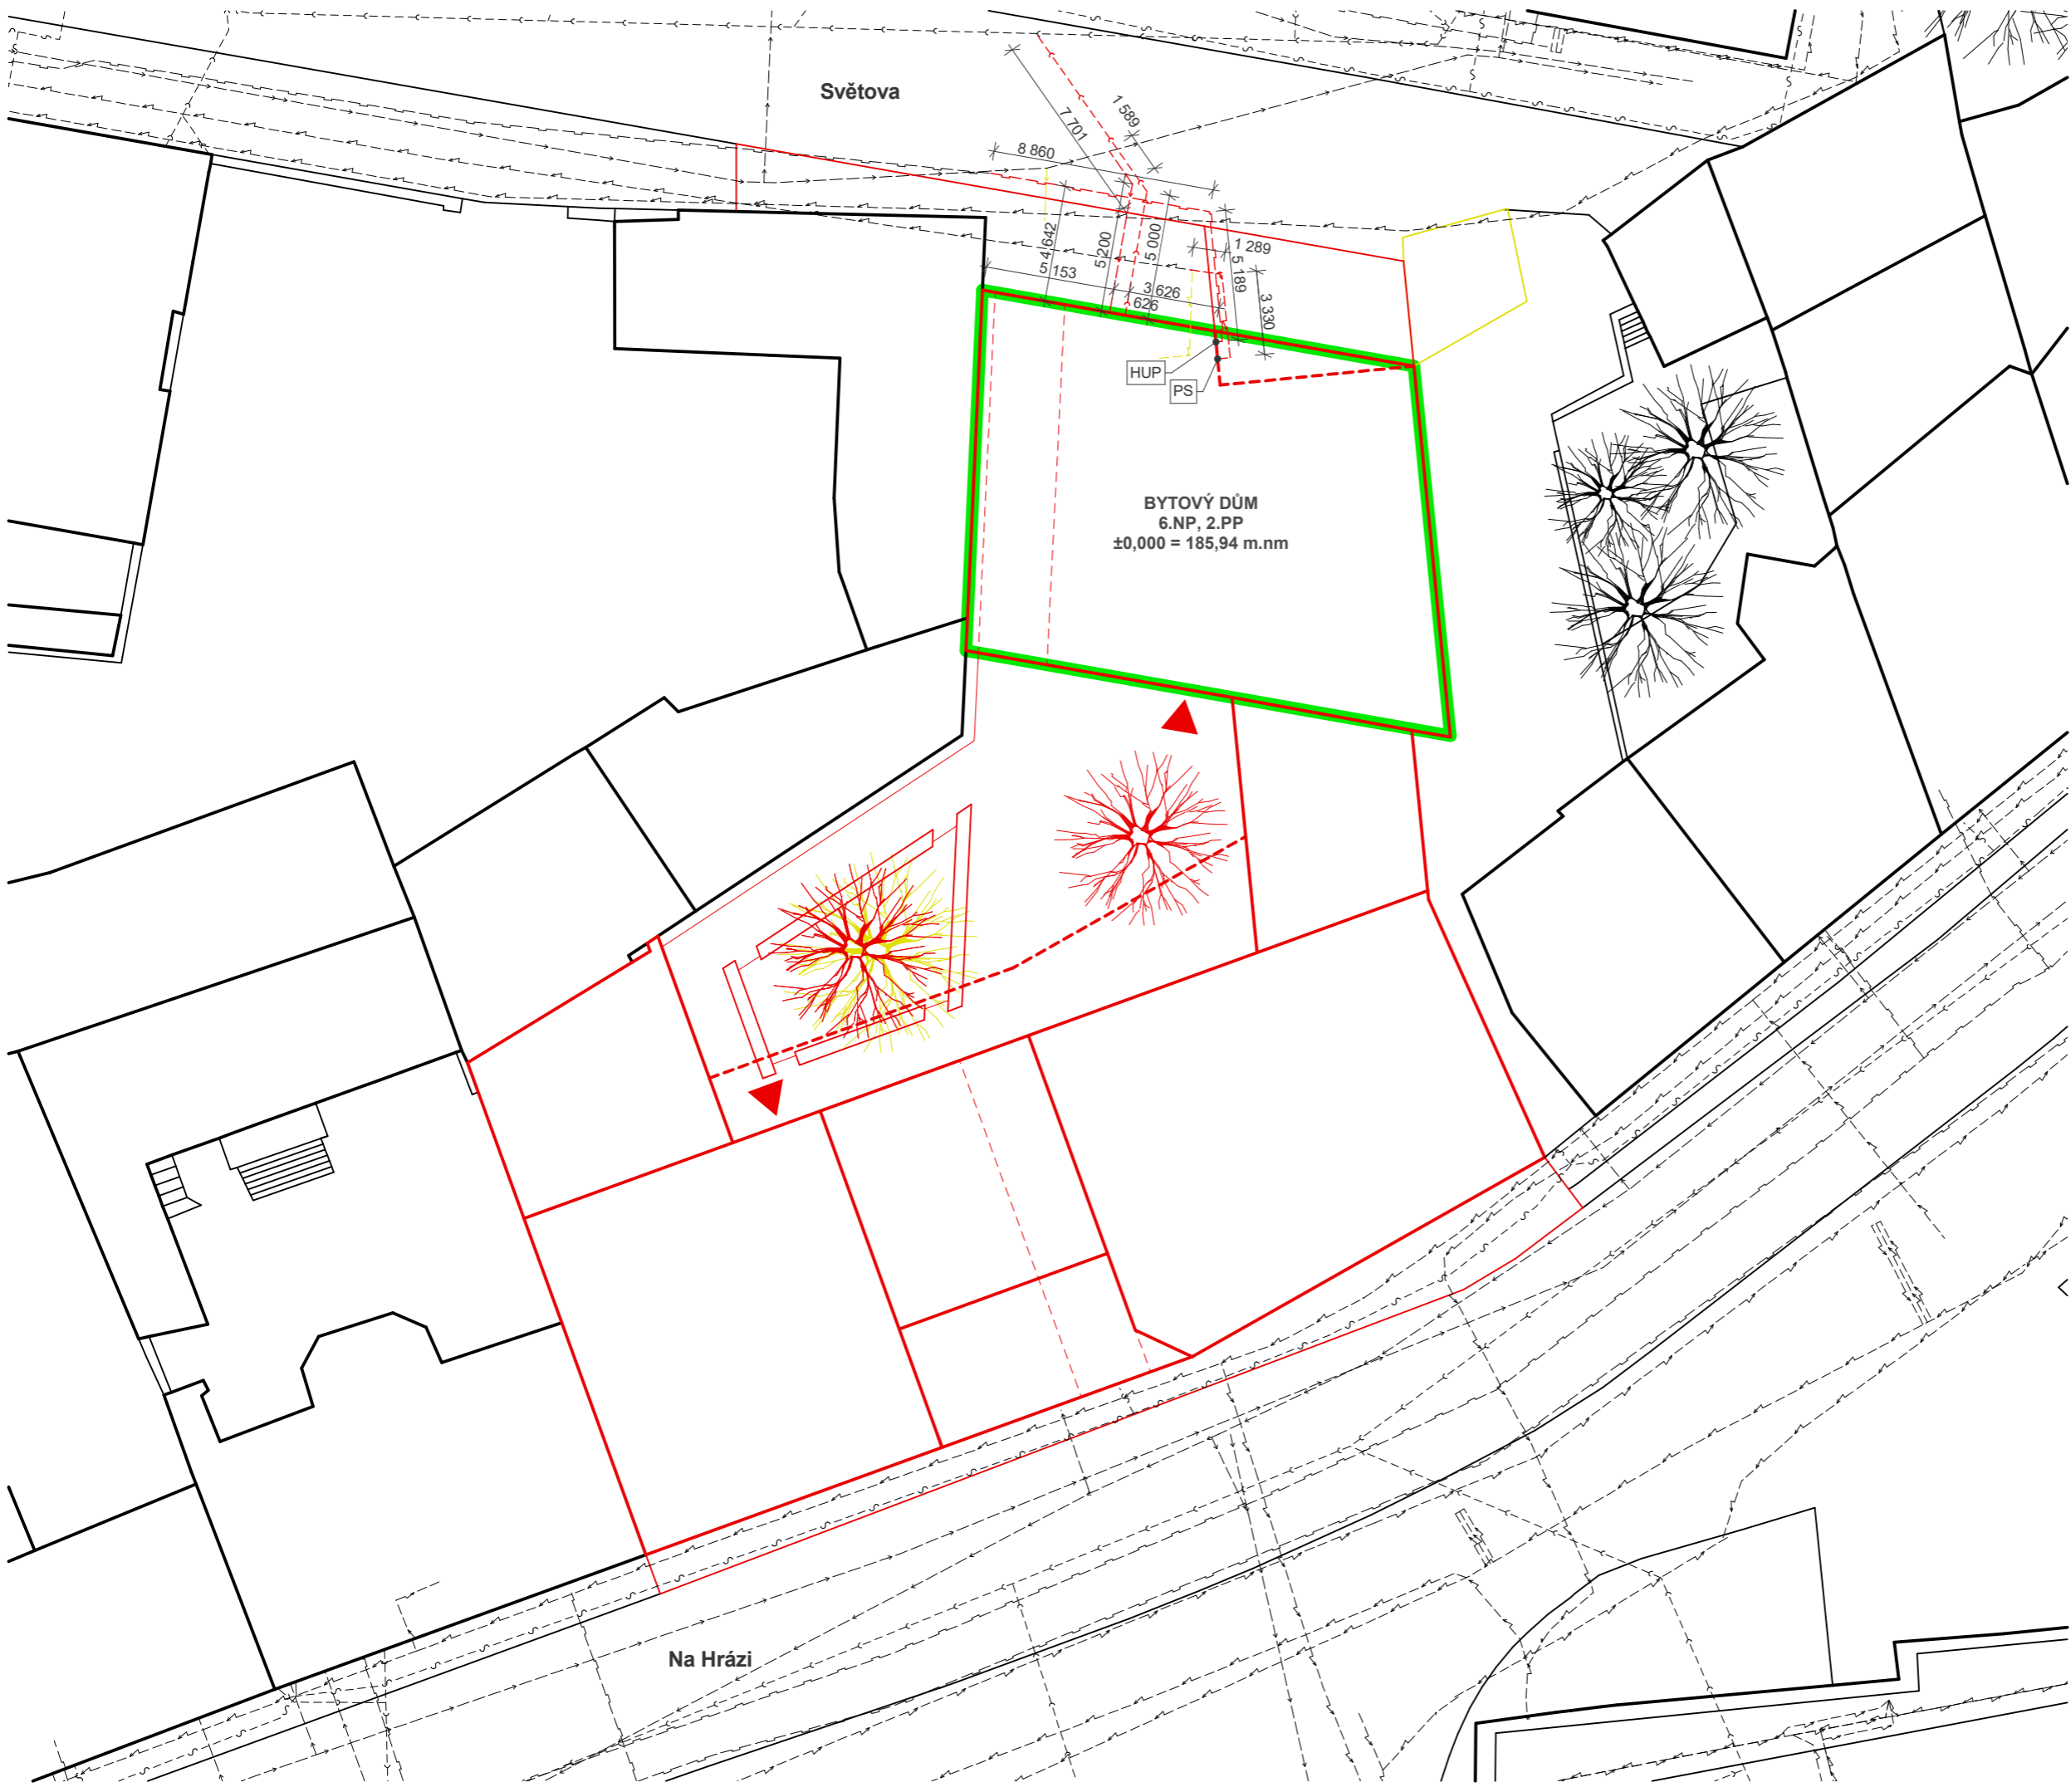 Světova
1 589
7 701
8 860
4 642
5 200
5 000
1 289
5 153
5 189
3 626
626
3 330
HUP
PS
BYTOVÝ DŮM
6.NP, 2.PP
±0,000 = 185,94 m.nm
Na Hrázi